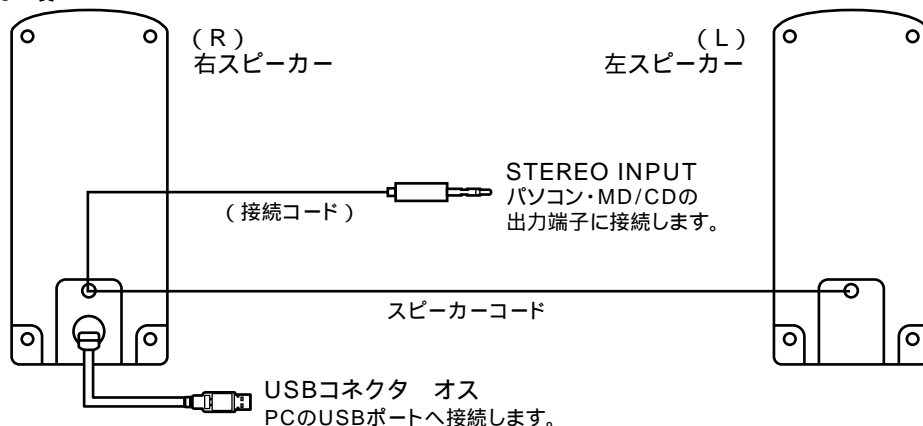 (R)
右スピーカー
(L)
左スピーカー
STEREO INPUT
パソコン・MD/CDの
出力端子に接続します。
(接続コード)
スピーカーコード
USBコネクタ　オス
PCのUSBポートへ接続します。